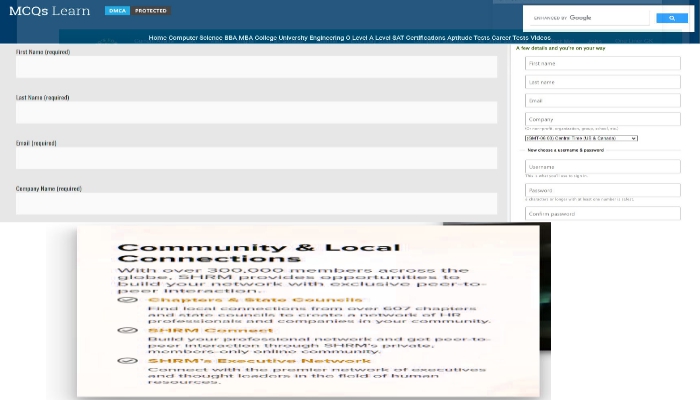 MCQs Learn
DMCA PROTECTED
ENHANCED BY Google
Home Computer Science BBA MBA College University Engineering O Level A Level SAT Certifications Aptitude Tests Career Tests Videos
First Name (required)
Last Name (required)
Email (required)
Company Name (required)
A few details and you're on your way
First name
Last name
Email
Company
(GMT-06:00) Central Time (US & Canada)
Now choose a username & password
Username
Password
Confirm password
Community & Local
Connections
With over 300,000 members across the
globe, SHRM provides opportunities to
build your network with exclusive peer-to-
peer interaction.
Chapters & State Councils
Find local connections from over 607 chapters
and state councils to create a network of HR
professionals and companies in your community.
SHRM Connect
Build your professional network and get peer-to-
peer interaction through SHRM's private,
members-only online community.
SHRM's Executive Network
Connect with the premier network of executives
and thought leaders in the field of human
resources.